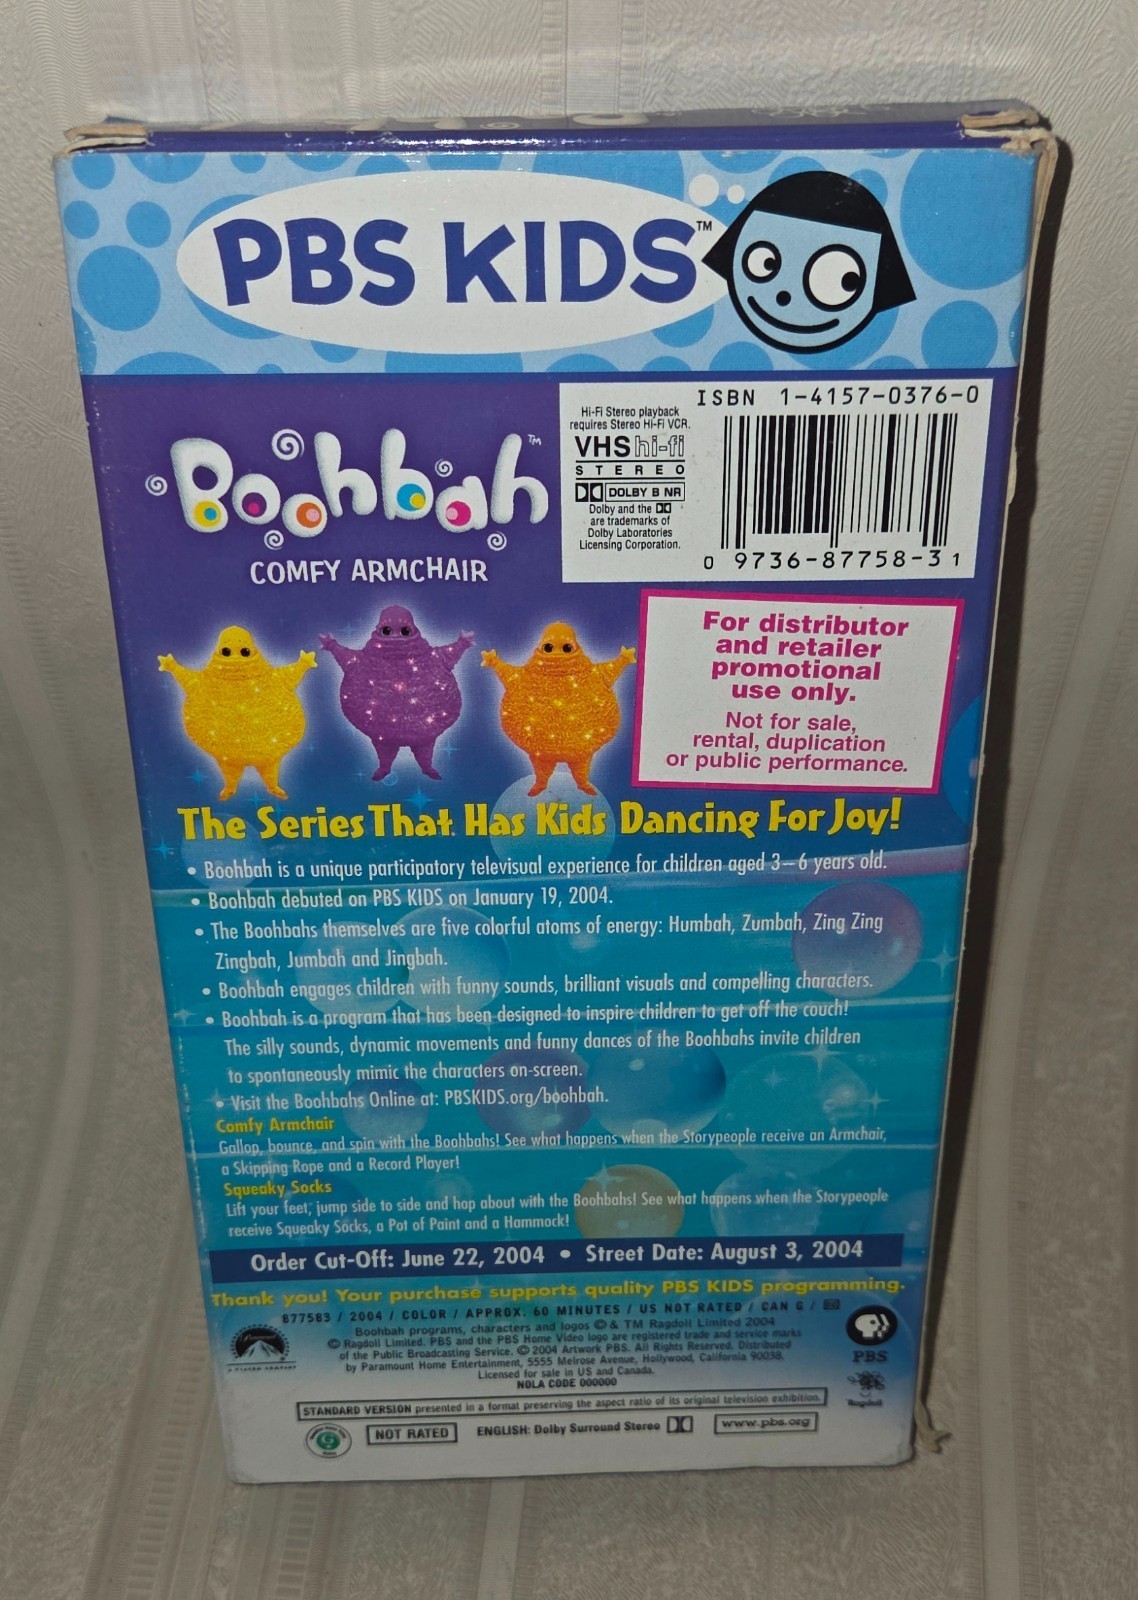 PBS KIDS™
ISBN 1-4157-0376-0
Hi-Fi Stereo playback
requires Stereo Hi-Fi VCR.
VHS hi-fi
STEREO
DOLBY B NR
Dolby and the
are trademarks of
Dolby Laboratories
Licensing Corporation.
0 9736-87758-3 1
Boohbah™
COMFY ARMCHAIR
For distributor
and retailer
promotional
use only.
Not for sale,
rental, duplication
or public performance.
The Series That Has Kids Dancing For Joy!
• Boohbah is a unique participatory televisual experience for children aged 3–6 years old.
• Boohbah debuted on PBS KIDS on January 19, 2004.
• The Boohbahs themselves are five colorful atoms of energy: Humbah, Zumbah, Zing Zing
Zingbah, Jumbah and Jingbah.
• Boohbah engages children with funny sounds, brilliant visuals and compelling characters.
• Boohbah is a program that has been designed to inspire children to get off the couch!
The silly sounds, dynamic movements and funny dances of the Boohbahs invite children
to spontaneously mimic the characters on-screen.
• Visit the Boohbahs Online at: PBSKIDS.org/boohbah.
Comfy Armchair
Gallop, bounce, and spin with the Boohbahs! See what happens when the Storypeople receive an Armchair,
a Skipping Rope and a Record Player!
Squeaky Socks
Lift your feet, jump side to side and hop about with the Boohbahs! See what happens when the Storypeople
receive Squeaky Socks, a Pot of Paint and a Hammock!
Order Cut-Off: June 22, 2004 • Street Date: August 3, 2004
Thank you! Your purchase supports quality PBS KIDS programming.
877583 / 2004 / COLOR / APPROX. 60 MINUTES / US NOT RATED / CAN G /
Boohbah programs, characters and logos © & TM Ragdoll Limited 2004
© Ragdoll Limited. PBS and the PBS Home Video logo are registered trade and service marks
of the Public Broadcasting Service. © 2004 Artwork PBS. All Rights Reserved. Distributed
by Paramount Home Entertainment, 5555 Melrose Avenue, Hollywood, California 90038.
Licensed for sale in US and Canada.
NOLA CODE 000000
Paramount
A VIACOM COMPANY
PBS
Ragdoll
STANDARD VERSION presented in a format preserving the aspect ratio of its original television exhibition.
G
NOT RATED
ENGLISH: Dolby Surround Stereo
www.pbs.org